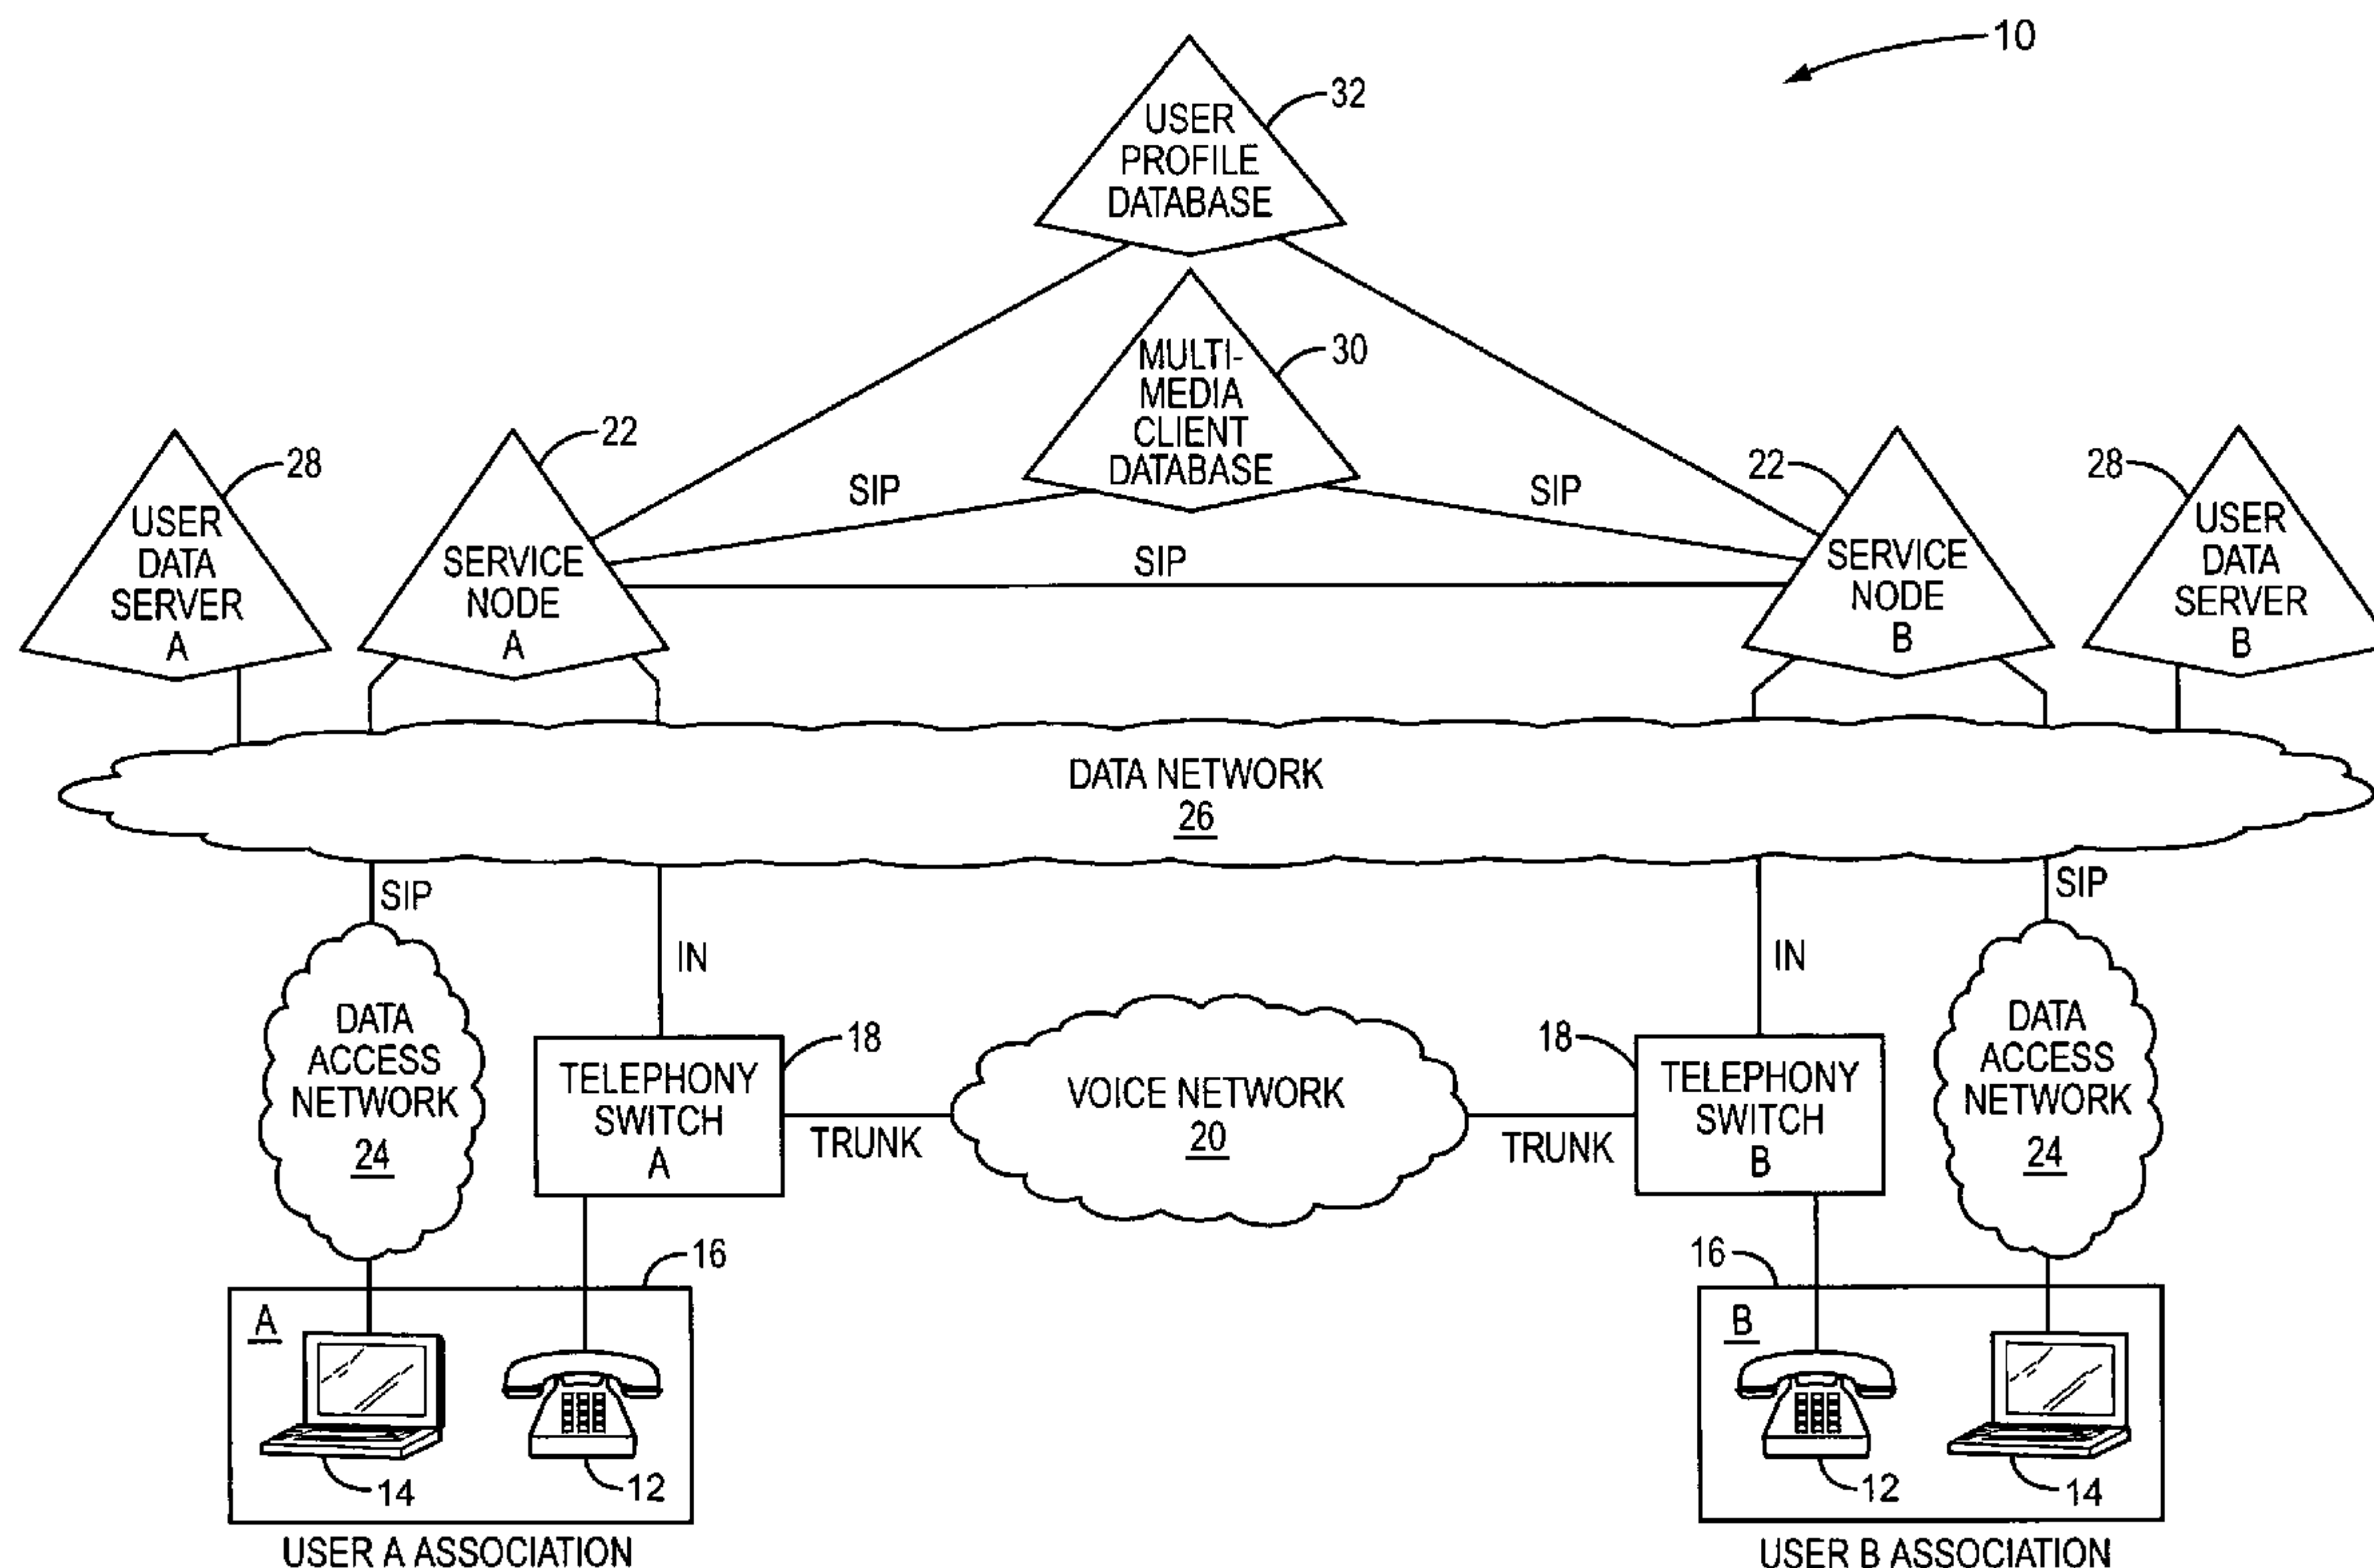 10
32
USER
PROFILE
DATABASE
30
MULTI-
MEDIA
CLIENT
DATABASE
28
USER
DATA
SERVER
A
22
SERVICE
NODE
A
SIP
SIP
SIP
22
SERVICE
NODE
B
28
USER
DATA
SERVER
B
DATA NETWORK
26
SIP
IN
IN
SIP
DATA
ACCESS
NETWORK
24
18
TELEPHONY
SWITCH
A
TRUNK
VOICE NETWORK
20
TRUNK
18
TELEPHONY
SWITCH
B
DATA
ACCESS
NETWORK
24
16
A
14
12
USER A ASSOCIATION
16
B
12
14
USER B ASSOCIATION